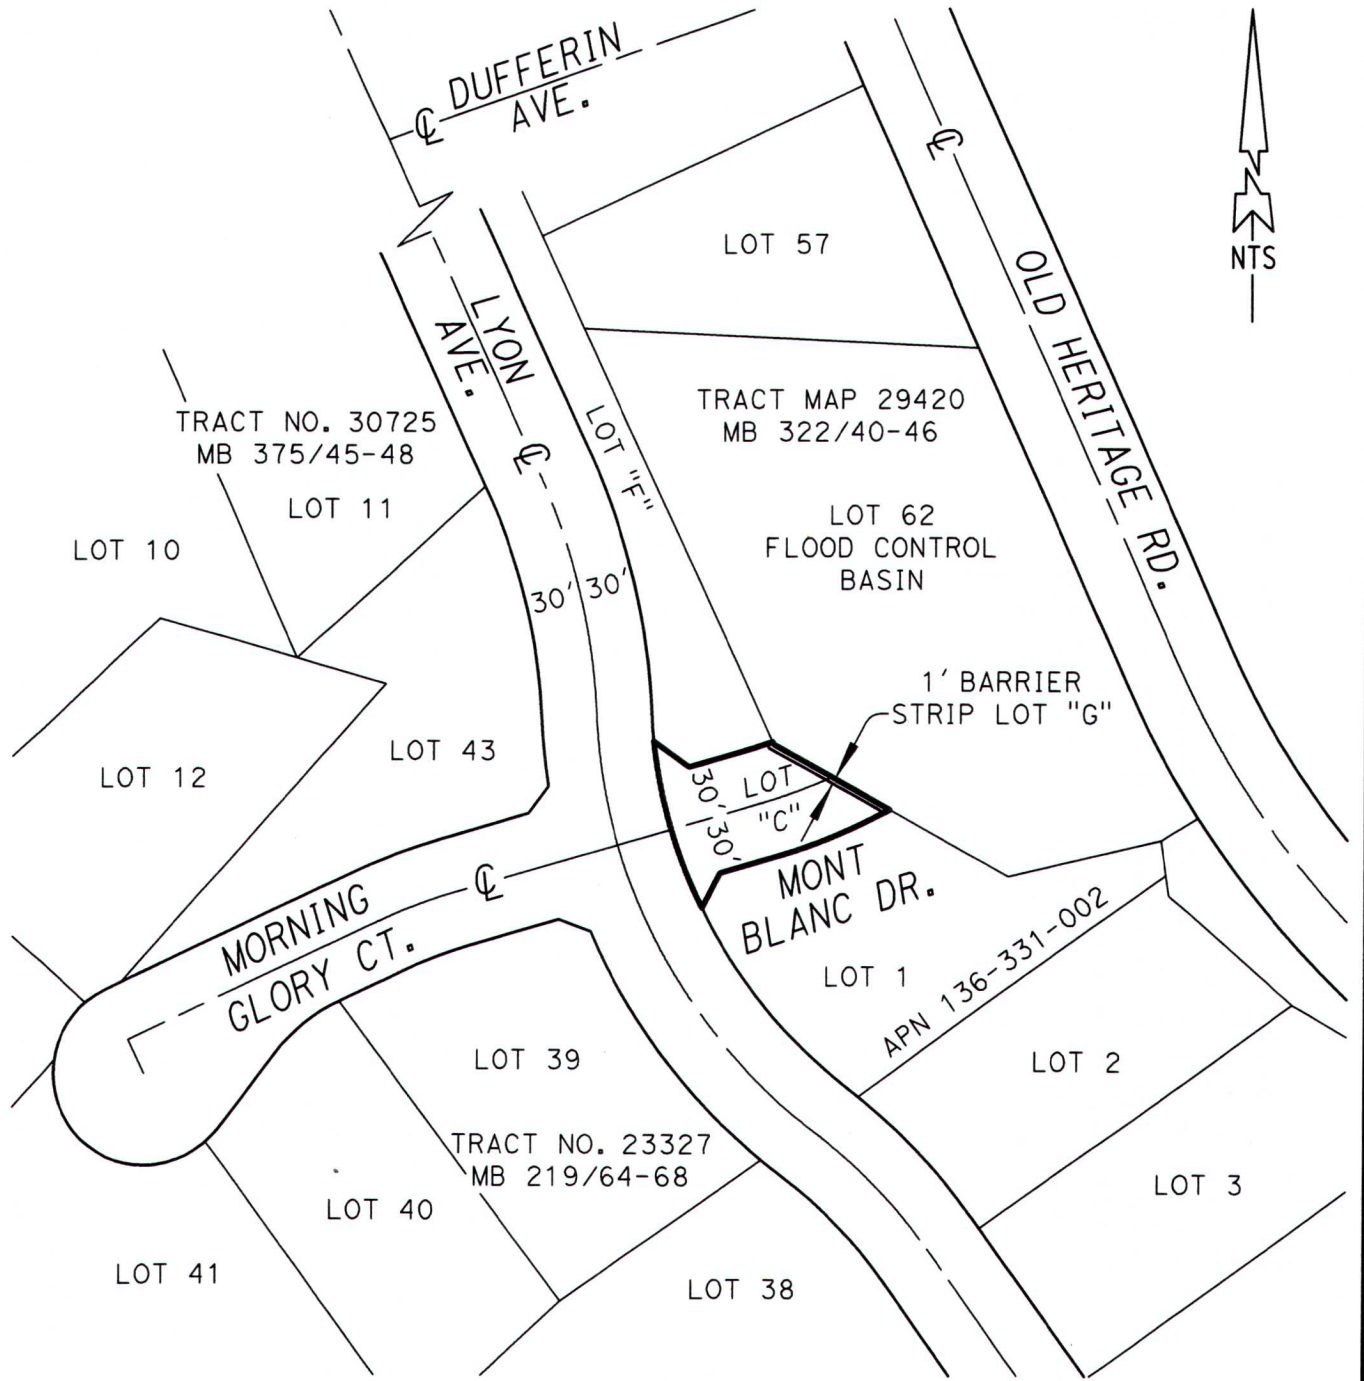 DUFFERIN
AVE.
℄
℄
NTS
LOT 57
OLD HERITAGE RD.
LYON
AVE.
℄
TRACT NO. 30725
MB 375/45-48
LOT 11
LOT 10
LOT "F"
TRACT MAP 29420
MB 322/40-46
LOT 62
FLOOD CONTROL
BASIN
30' 30'
1' BARRIER
STRIP LOT "G"
LOT 43
LOT 12
LOT
"C"
30'
30'
MONT
BLANC DR.
℄
MORNING
GLORY CT.
LOT 1
APN 136-331-002
LOT 2
LOT 39
TRACT NO. 23327
MB 219/64-68
LOT 3
LOT 40
LOT 41
LOT 38